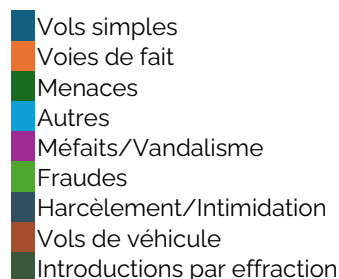 Vols simples
Voies de fait
Menaces
Autres
Méfaits/Vandalisme
Fraudes
Harcèlement/Intimidation
Vols de véhicule
Introductions par effraction